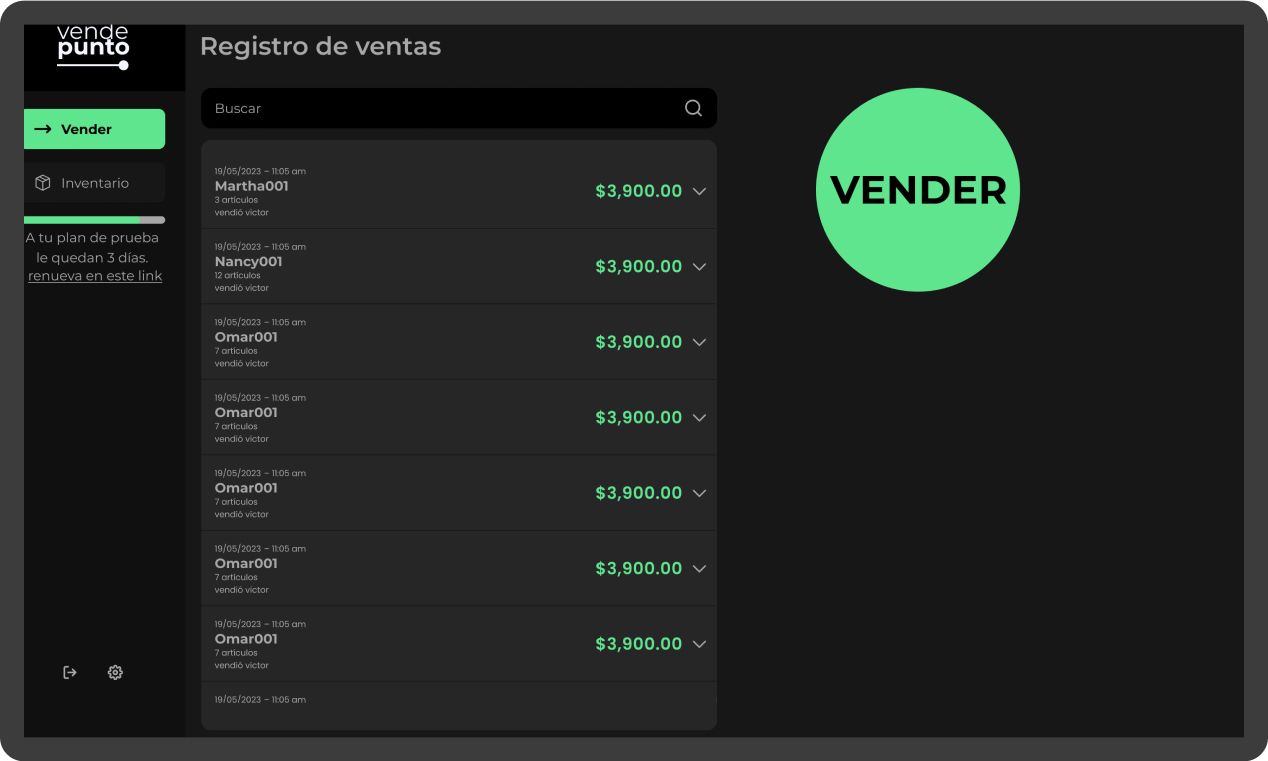 vende
punto
Vender
Inventario
A tu plan de prueba
le quedan 3 días.
renueva en este link
Registro de ventas
Buscar
19/05/2023 - 11:05 am
Martha001
3 artículos
vendió victor
$3,900.00
19/05/2023 - 11:05 am
Nancy001
12 artículos
vendió victor
$3,900.00
19/05/2023 - 11:05 am
Omar001
7 artículos
vendió victor
$3,900.00
19/05/2023 - 11:05 am
Omar001
7 artículos
vendió victor
$3,900.00
19/05/2023 - 11:05 am
Omar001
7 artículos
vendió victor
$3,900.00
19/05/2023 - 11:05 am
Omar001
7 artículos
vendió victor
$3,900.00
19/05/2023 - 11:05 am
Omar001
7 artículos
vendió victor
$3,900.00
19/05/2023 - 11:05 am
VENDER